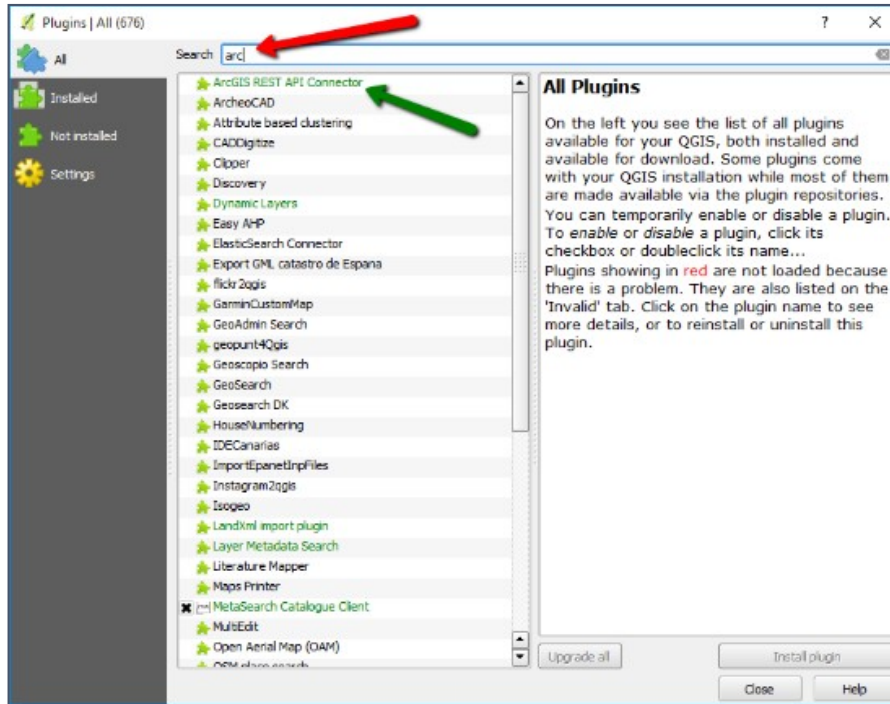 Plugins | All (676)
? X
All
Installed
Not installed
Settings
Search arc
ArcGIS REST API Connector
ArcheoCAD
Attribute based clustering
CADDigitize
Clipper
Discovery
Dynamic Layers
Easy AHP
ElasticSearch Connector
Export GML catastro de Espana
flickr2qgis
GarminCustomMap
GeoAdmin Search
geopunt4Qgis
Geoscopio Search
GeoSearch
Geosearch DK
HouseNumbering
IDECanarias
ImportEpanetInpFiles
Instagram2qgis
Isogeo
LandXml import plugin
Layer Metadata Search
Literature Mapper
Maps Printer
MetaSearch Catalogue Client
MultiEdit
Open Aerial Map (OAM)
OSM place search
All Plugins
On the left you see the list of all plugins
available for your QGIS, both installed and
available for download. Some plugins come
with your QGIS installation while most of them
are made available via the plugin repositories.
You can temporarily enable or disable a plugin.
To enable or disable a plugin, click its
checkbox or doubleclick its name...
Plugins showing in red are not loaded because
there is a problem. They are also listed on the
'Invalid' tab. Click on the plugin name to see
more details, or to reinstall or uninstall this
plugin.
Upgrade all
Install plugin
Close
Help